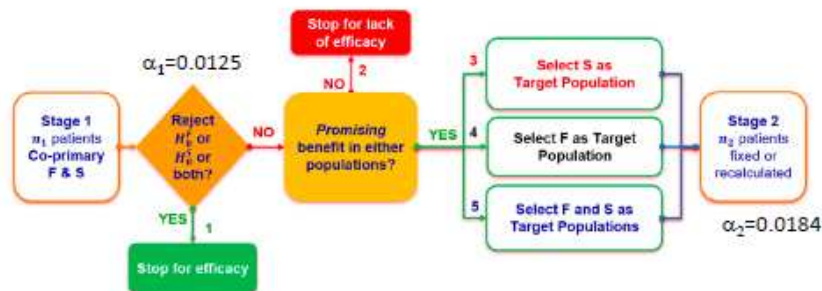 Stop for lack
of efficacy
α₁=0.0125
NO
2
3
Select S as
Target Population
Stage 1
n₁ patients
Co-primary
F & S
Reject
or
or
both?
NO
Promising
benefit in either
populations?
YES
4
Select F as Target
Population
Stage 2
n₂ patients
fixed or
recalculated
YES
1
5
Select F and S as
Target Populations
α₂=0.0184
Stop for efficacy